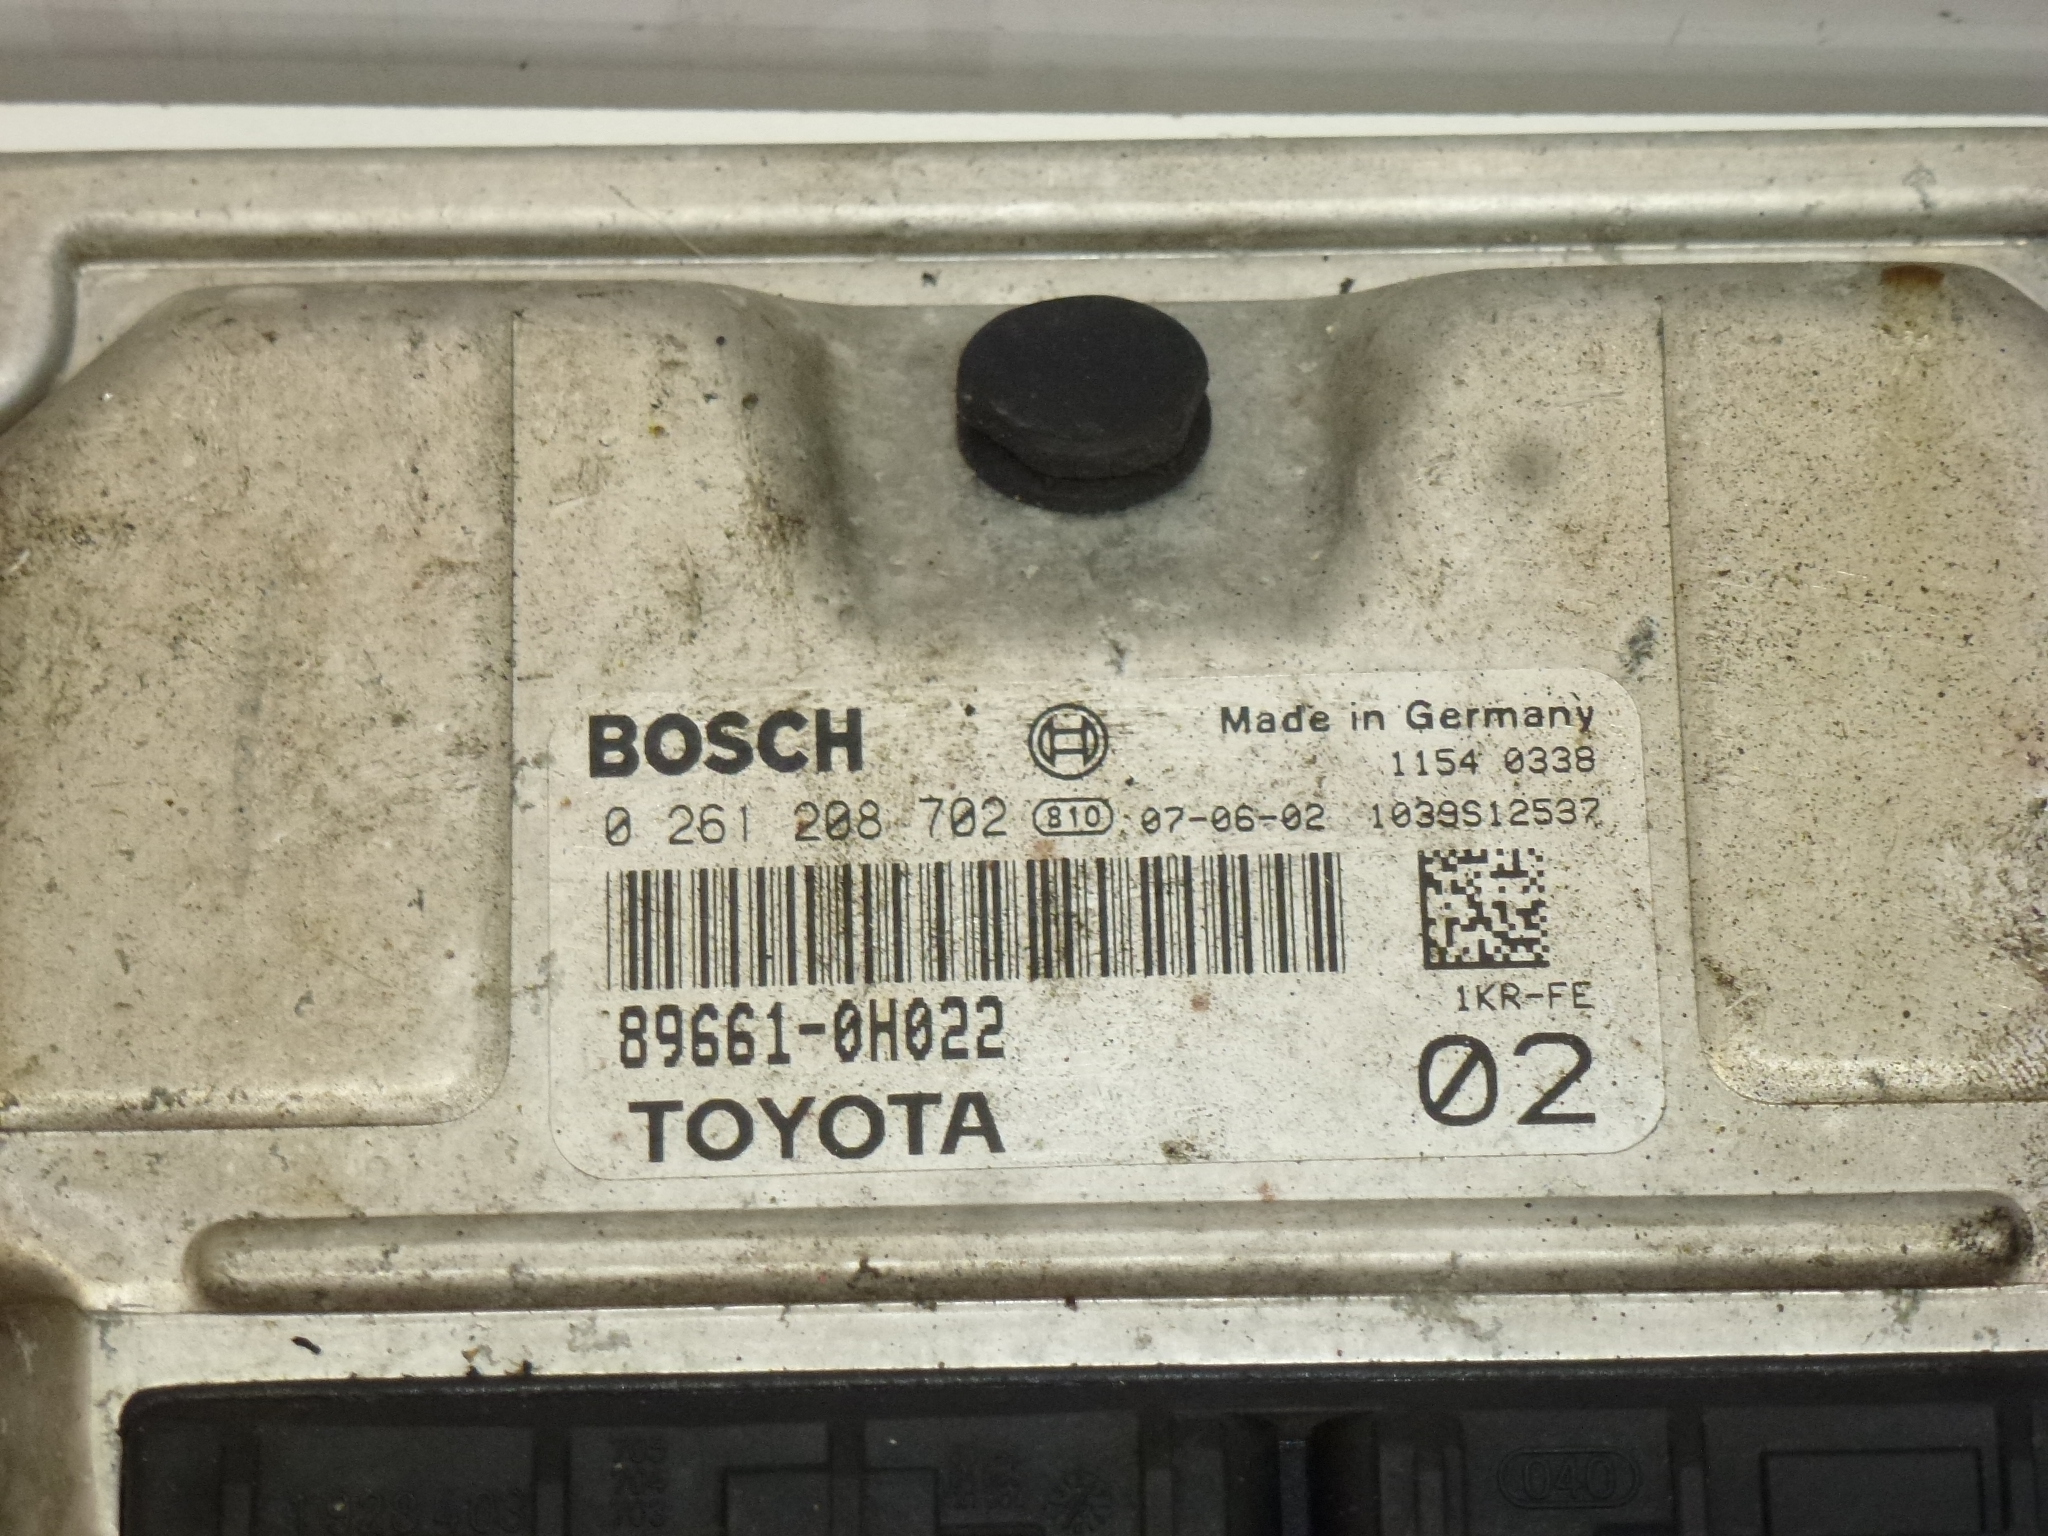 BOSCH
Made in Germany
1154 0338
0 261 208 702 810 07-06-02 1039S12537
89661-0H022
1KR-FE
TOYOTA
02
040